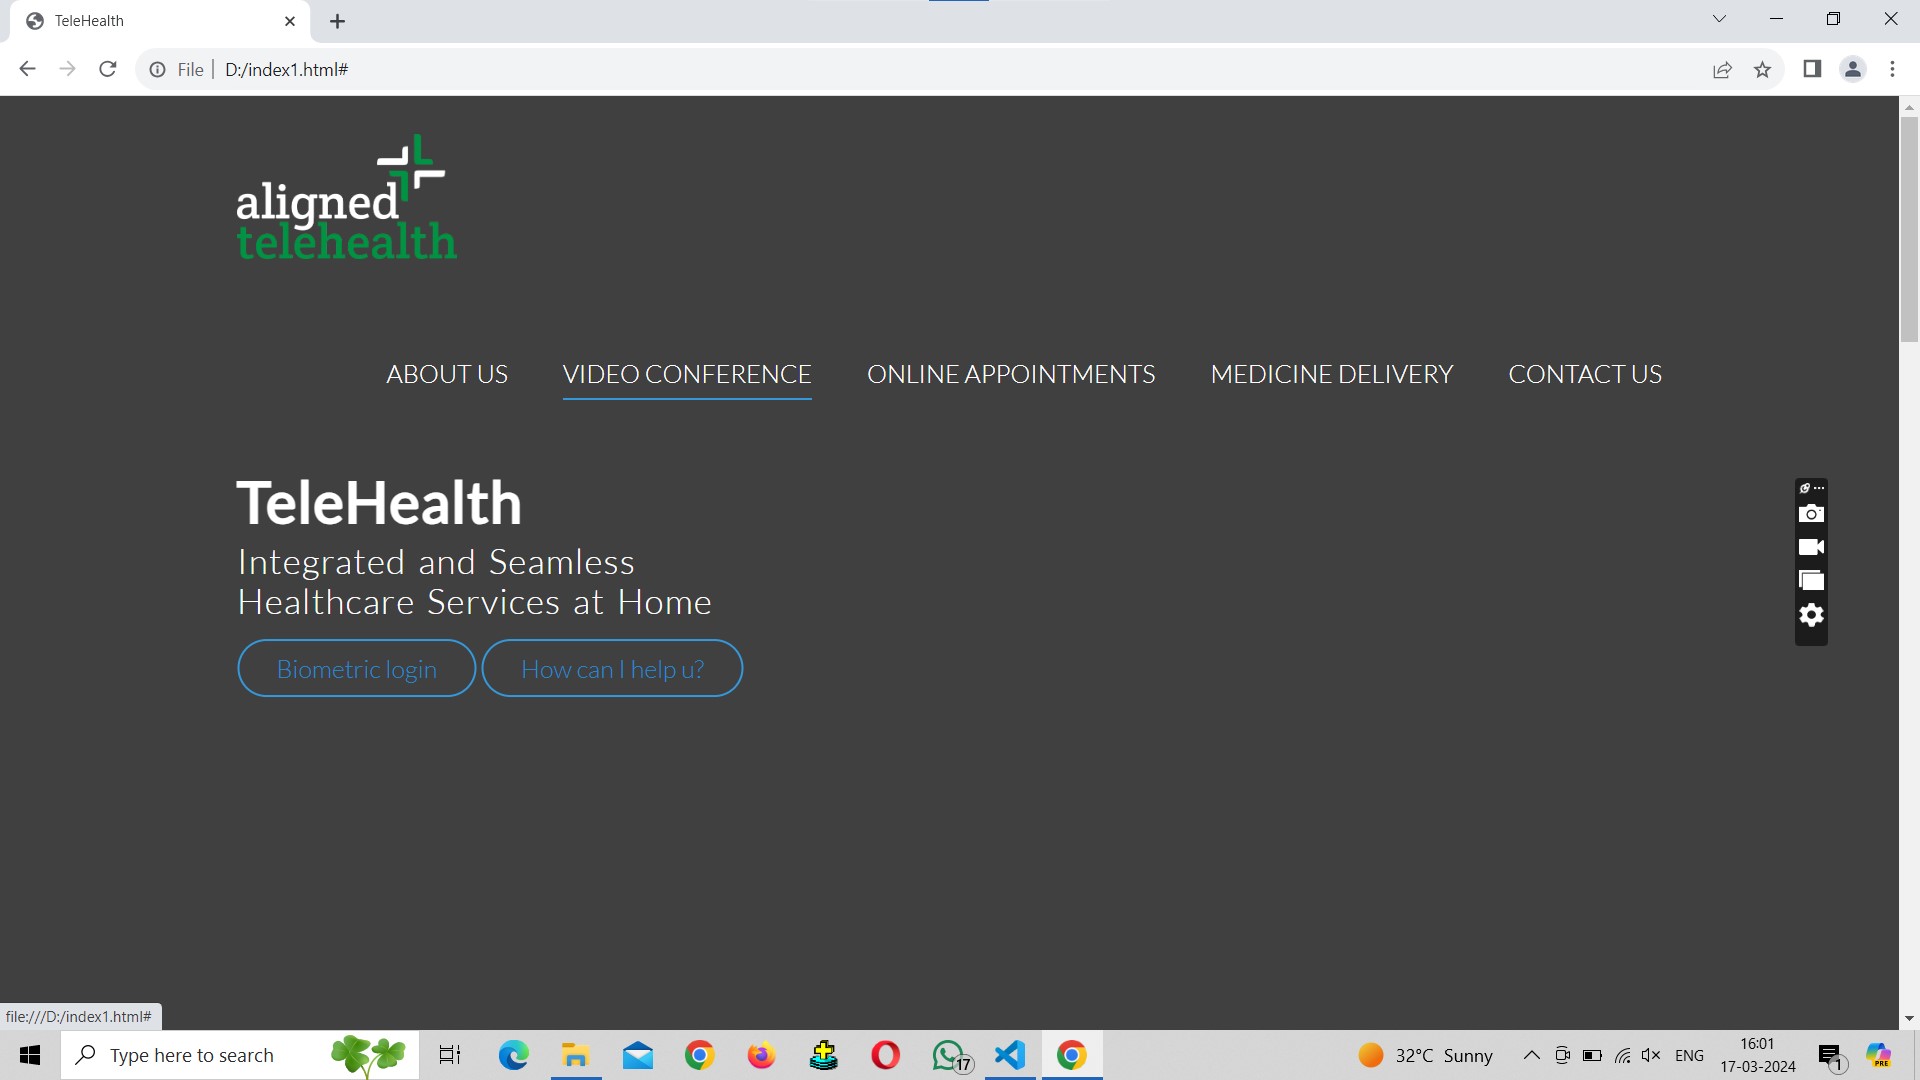 TeleHealth
File
D:/index1.html#
aligned
telehealth
ABOUT US
VIDEO CONFERENCE
ONLINE APPOINTMENTS
MEDICINE DELIVERY
CONTACT US
TeleHealth
Integrated and Seamless
Healthcare Services at Home
Biometric login
How can I help u?
file:///D:/index1.html#
Type here to search
17
32°C Sunny
ENG
16:01
17-03-2024
1
PRE